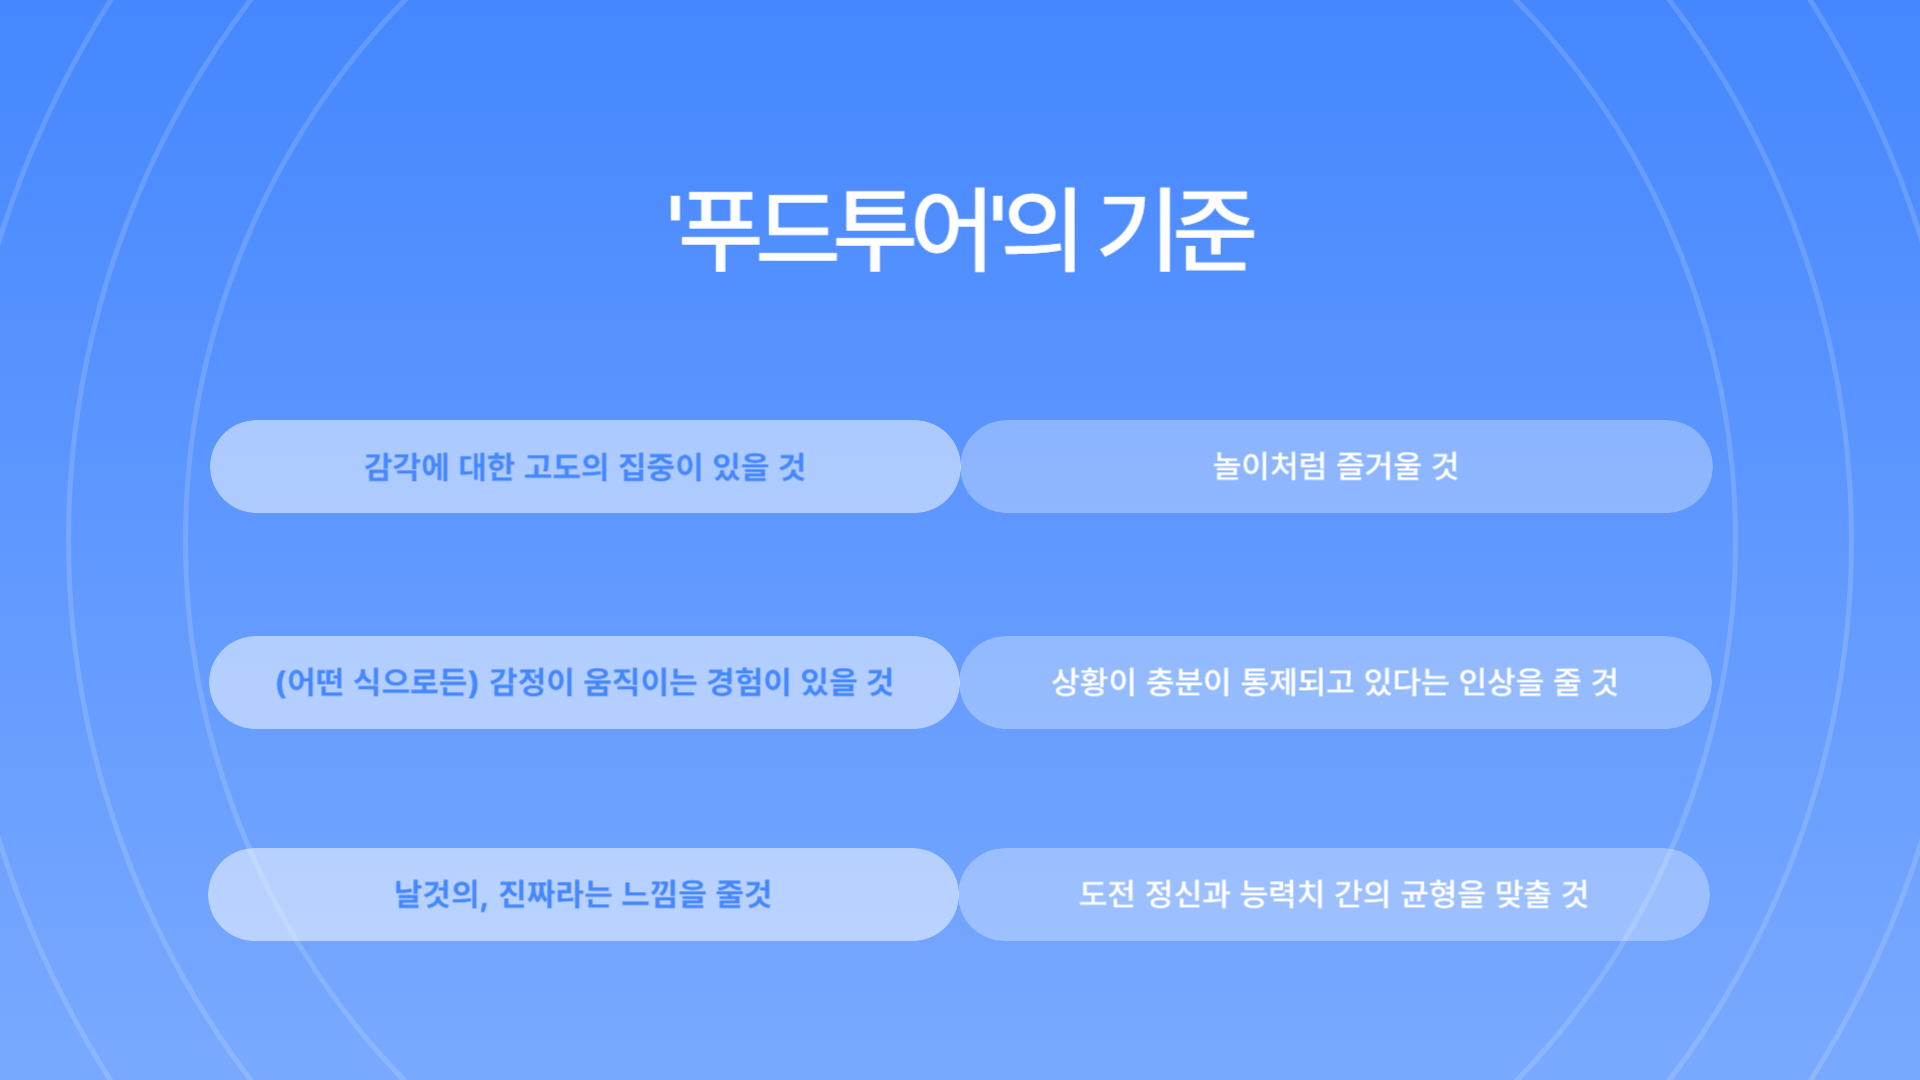 '푸드투어'의 기준
감각에 대한 고도의 집중이 있을 것
놀이처럼 즐거울 것
(어떤 식으로든) 감정이 움직이는 경험이 있을 것
상황이 충분이 통제되고 있다는 인상을 줄 것
날것의, 진짜라는 느낌을 줄것
도전 정신과 능력치 간의 균형을 맞출 것